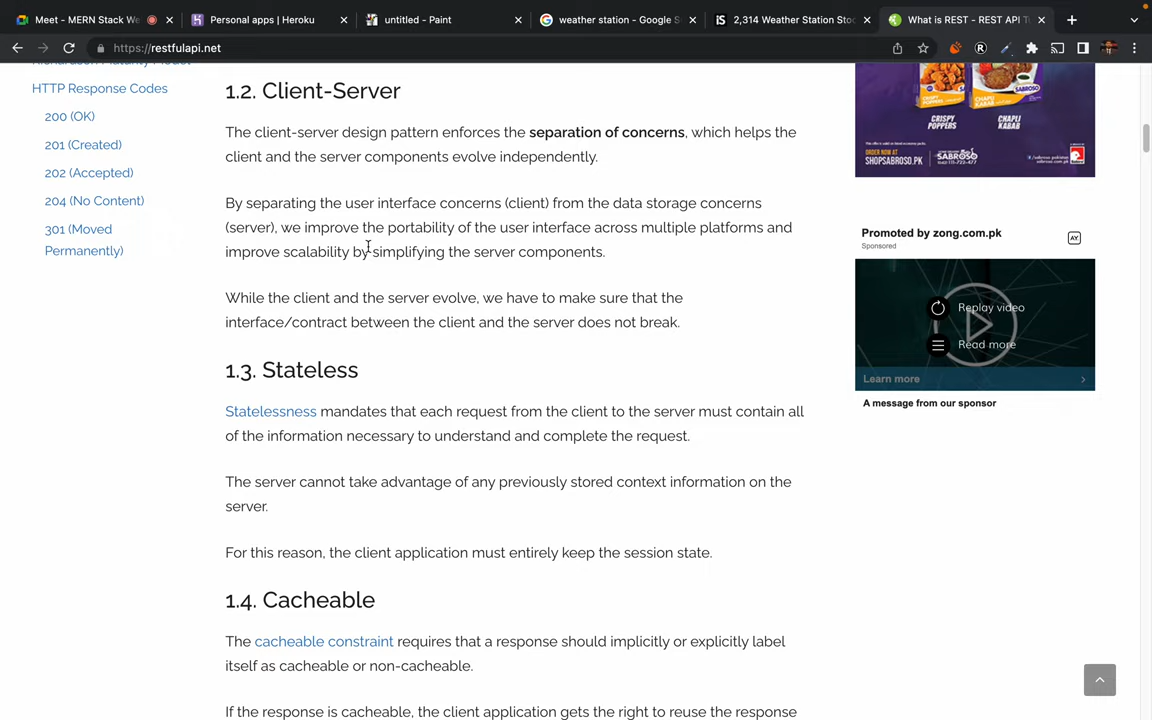 Meet - MERN Stack We
Personal apps | Heroku
untitled - Paint
weather station - Google S
2,314 Weather Station Stoc
What is REST - REST API Tu
https://restfulapi.net
HTTP Response Codes
200 (OK)
201 (Created)
202 (Accepted)
204 (No Content)
301 (Moved
Permanently)
1.2. Client-Server
The client-server design pattern enforces the separation of concerns, which helps the
client and the server components evolve independently.
By separating the user interface concerns (client) from the data storage concerns
(server), we improve the portability of the user interface across multiple platforms and
improve scalability by simplifying the server components.
While the client and the server evolve, we have to make sure that the
interface/contract between the client and the server does not break.
1.3. Stateless
Statelessness mandates that each request from the client to the server must contain all
of the information necessary to understand and complete the request.
The server cannot take advantage of any previously stored context information on the
server.
For this reason, the client application must entirely keep the session state.
1.4. Cacheable
The cacheable constraint requires that a response should implicitly or explicitly label
itself as cacheable or non-cacheable.
If the response is cacheable, the client application gets the right to reuse the response
CRISPY
POPPERS
CHAPLI
KABAB
ORDER NOW AT
SHOPSABROSO.PK
SABROSO
Promoted by zong.com.pk
Sponsored
Replay video
Read more
Learn more
A message from our sponsor